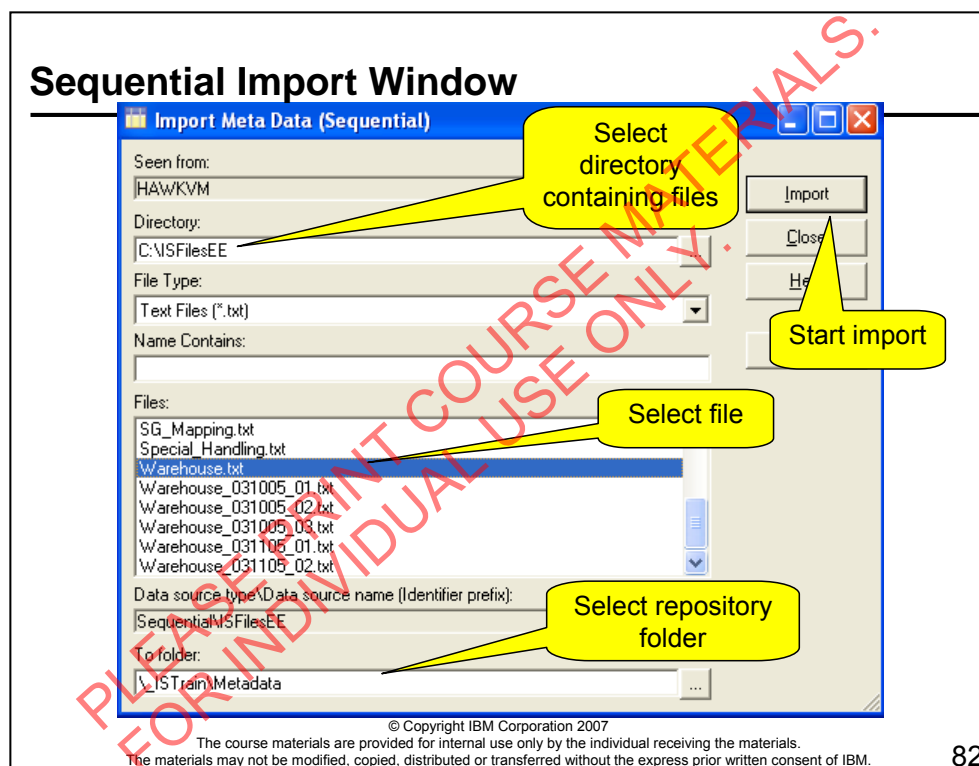 Sequential Import Window
Import Meta Data (Sequential)
Select
directory
containing files
Seen from:
HAWKVM
Import
Directory:
C:\ISFilesEE
...
Close
File Type:
Text Files (*.txt)
Start import
Name Contains:
Files:
Select file
SG_Mapping.txt
Special_Handling.txt
Warehouse.txt
Warehouse_031005_01.txt
Warehouse_031005_02.txt
Warehouse_031005_03.txt
Warehouse_031105_01.txt
Warehouse_031105_02.txt
Data source type\Data source name (Identifier prefix):
Select repository
folder
Sequential\ISFilesEE
To folder:
\_ISTrain\Metadata
...
PLEASE PRINT COURSE MATERIALS.
FOR INDIVIDUAL USE ONLY.
© Copyright IBM Corporation 2007
The course materials are provided for internal use only by the individual receiving the materials.
The materials may not be modified, copied, distributed or transferred without the express prior written consent of IBM.
82